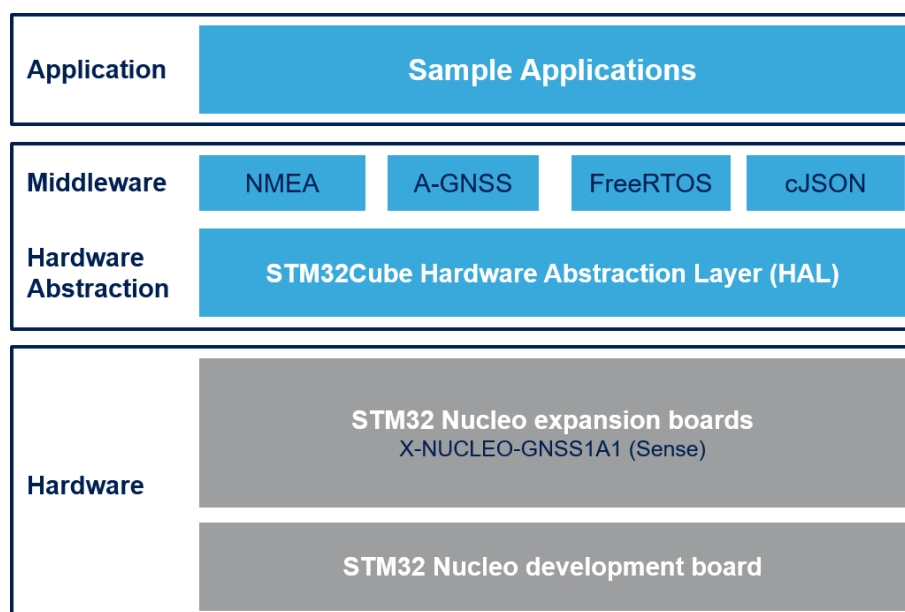 Application
Sample Applications
Middleware
NMEA
A-GNSS
FreeRTOS
cJSON
Hardware
Abstraction
STM32Cube Hardware Abstraction Layer (HAL)
Hardware
STM32 Nucleo expansion boards
X-NUCLEO-GNSS1A1 (Sense)
STM32 Nucleo development board